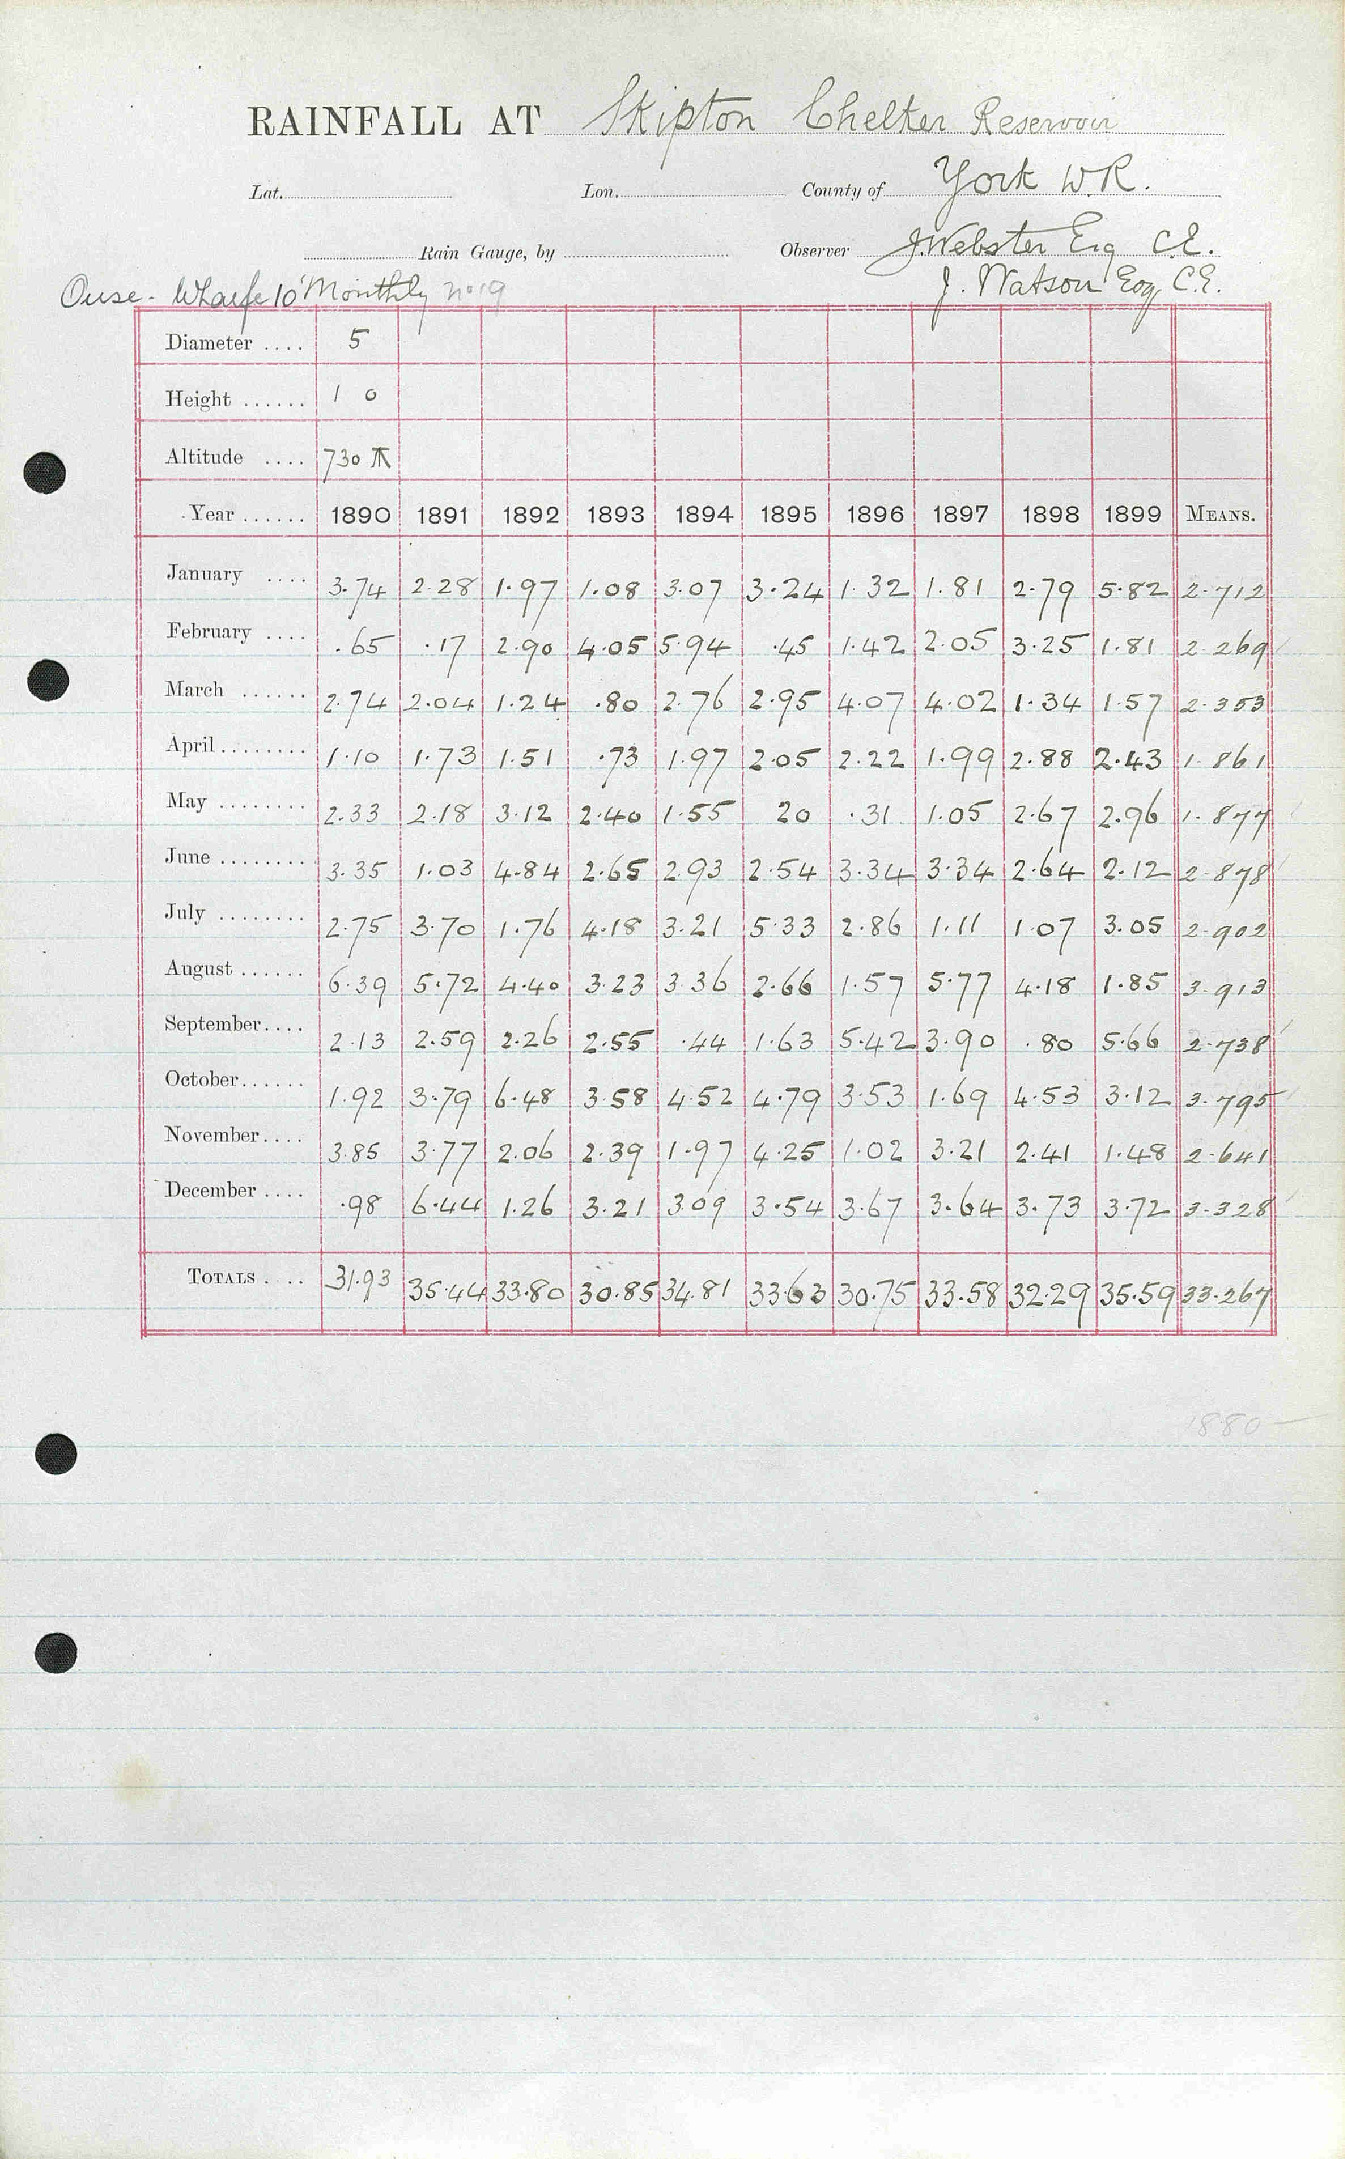 RAINFALL AT Skipton Chelker Reservoir
Lat. Lon. County of York W.R.
Rain Gauge, by Observer J. Webster Esq C.E.
Ouse - Wharfe 10' Monthly No 19 J. Watson Esq C.E.
Diameter .... 5
Height ...... 1 0
Altitude .... 730
Year ...... 1890 1891 1892 1893 1894 1895 1896 1897 1898 1899 MEANS.
January .... 3.74 2.28 1.97 1.08 3.07 3.24 1.32 1.81 2.79 5.82 2.712
February .... .65 .17 2.90 4.05 5.94 .45 1.42 2.05 3.25 1.81 2.269
March ...... 2.74 2.04 1.24 .80 2.76 2.95 4.07 4.02 1.34 1.57 2.353
April ........ 1.10 1.73 1.51 .73 1.97 2.05 2.22 1.99 2.88 2.43 1.861
May ........ 2.33 2.18 3.12 2.40 1.55 20 .31 1.05 2.67 2.96 1.877
June ......... 3.35 1.03 4.84 2.65 2.93 2.54 3.34 3.34 2.64 2.12 2.878
July ........ 2.75 3.70 1.76 4.18 3.21 5.33 2.86 1.11 1.07 3.05 2.902
August ...... 6.39 5.72 4.40 3.23 3.36 2.66 1.57 5.77 4.18 1.85 3.913
September.... 2.13 2.59 2.26 2.55 .44 1.63 5.42 3.90 .80 5.66 2.738
October...... 1.92 3.79 6.48 3.58 4.52 4.79 3.53 1.69 4.53 3.12 3.795
November.... 3.85 3.77 2.06 2.39 1.97 4.25 1.02 3.21 2.41 1.48 2.641
December .... .98 6.44 1.26 3.21 3.09 3.54 3.67 3.64 3.73 3.72 3.328
TOTALS .... 31.93 35.44 33.80 30.85 34.81 33.63 30.75 33.58 32.29 35.59 33.267
1880 -